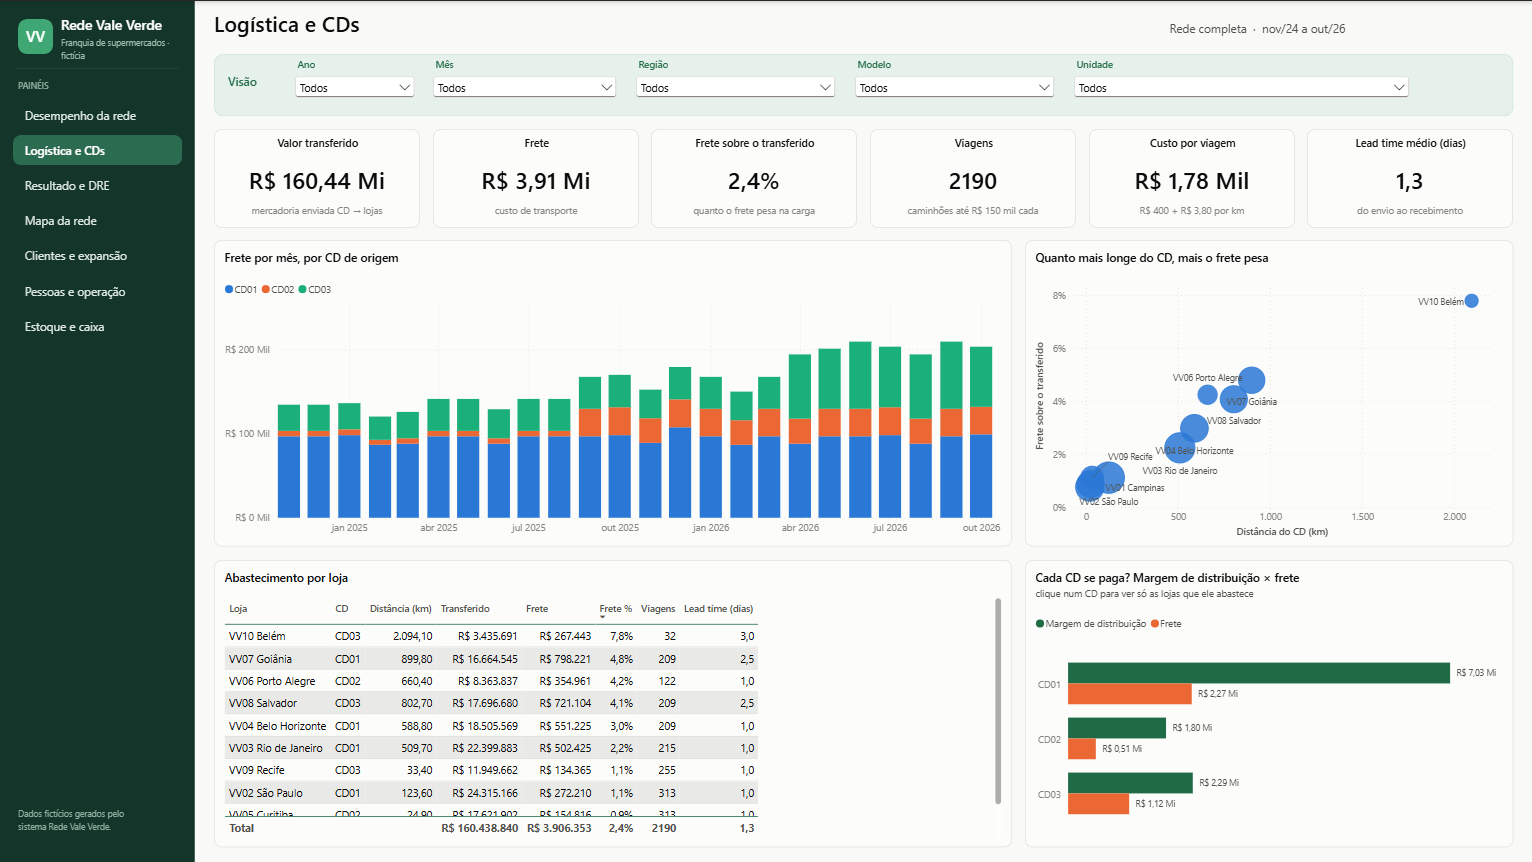 VV
Rede Vale Verde
Franquia de supermercados ·
fictícia
PAINÉIS
Desempenho da rede
Logística e CDs
Resultado e DRE
Mapa da rede
Clientes e expansão
Pessoas e operação
Estoque e caixa
Dados fictícios gerados pelo
sistema Rede Vale Verde.
Logística e CDs
Rede completa · nov/24 a out/26
Visão
Ano
Todos
Mês
Todos
Região
Todos
Modelo
Todos
Unidade
Todos
Valor transferido
R$ 160,44 Mi
mercadoria enviada CD → lojas
Frete
R$ 3,91 Mi
custo de transporte
Frete sobre o transferido
2,4%
quanto o frete pesa na carga
Viagens
2190
caminhões até R$ 150 mil cada
Custo por viagem
R$ 1,78 Mil
R$ 400 + R$ 3,80 por km
Lead time médio (dias)
1,3
do envio ao recebimento
Frete por mês, por CD de origem
CD01 CD02 CD03
R$ 200 Mil
R$ 100 Mil
R$ 0 Mil
jan 2025 abr 2025 jul 2025 out 2025 jan 2026 abr 2026 jul 2026 out 2026
Quanto mais longe do CD, mais o frete pesa
Frete sobre o transferido
8%
6%
4%
2%
0%
VV10 Belém
VV06 Porto Alegre
VV07 Goiânia
VV08 Salvador
VV04 Belo Horizonte
VV09 Recife
VV03 Rio de Janeiro
VV01 Campinas
VV02 São Paulo
0 500 1.000 1.500 2.000
Distância do CD (km)
Abastecimento por loja
Loja CD Distância (km) Transferido Frete Frete % Viagens Lead time (dias)
VV10 Belém CD03 2.094,10 R$ 3.435.691 R$ 267.443 7,8% 32 3,0
VV07 Goiânia CD01 899,80 R$ 16.664.545 R$ 798.221 4,8% 209 2,5
VV06 Porto Alegre CD02 660,40 R$ 8.363.837 R$ 354.961 4,2% 122 1,0
VV08 Salvador CD03 802,70 R$ 17.696.680 R$ 721.104 4,1% 209 2,5
VV04 Belo Horizonte CD01 588,80 R$ 18.505.569 R$ 551.225 3,0% 209 1,0
VV03 Rio de Janeiro CD01 509,70 R$ 22.399.883 R$ 502.425 2,2% 215 1,0
VV09 Recife CD03 33,40 R$ 11.949.662 R$ 134.365 1,1% 255 1,0
VV02 São Paulo CD01 123,60 R$ 24.315.166 R$ 272.210 1,1% 313 1,0
VV05 Curitiba CD02 24,90 R$ 17.621.902 R$ 154.816 0,9% 313 1,0
Total R$ 160.438.840 R$ 3.906.353 2,4% 2190 1,3
Cada CD se paga? Margem de distribuição × frete
clique num CD para ver só as lojas que ele abastece
Margem de distribuição Frete
CD01 R$ 7,03 Mi
R$ 2,27 Mi
CD02 R$ 1,80 Mi
R$ 0,51 Mi
CD03 R$ 2,29 Mi
R$ 1,12 Mi